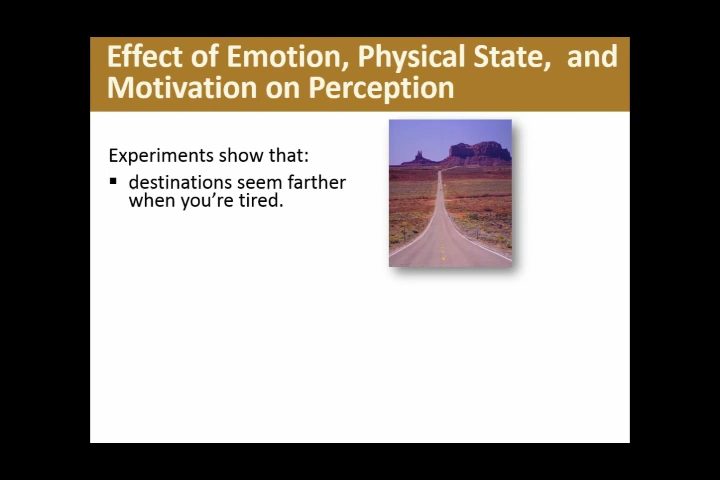 Effect of Emotion, Physical State,  and
Motivation on Perception
Experiments show that:
▪ destinations seem farther
when you’re tired.